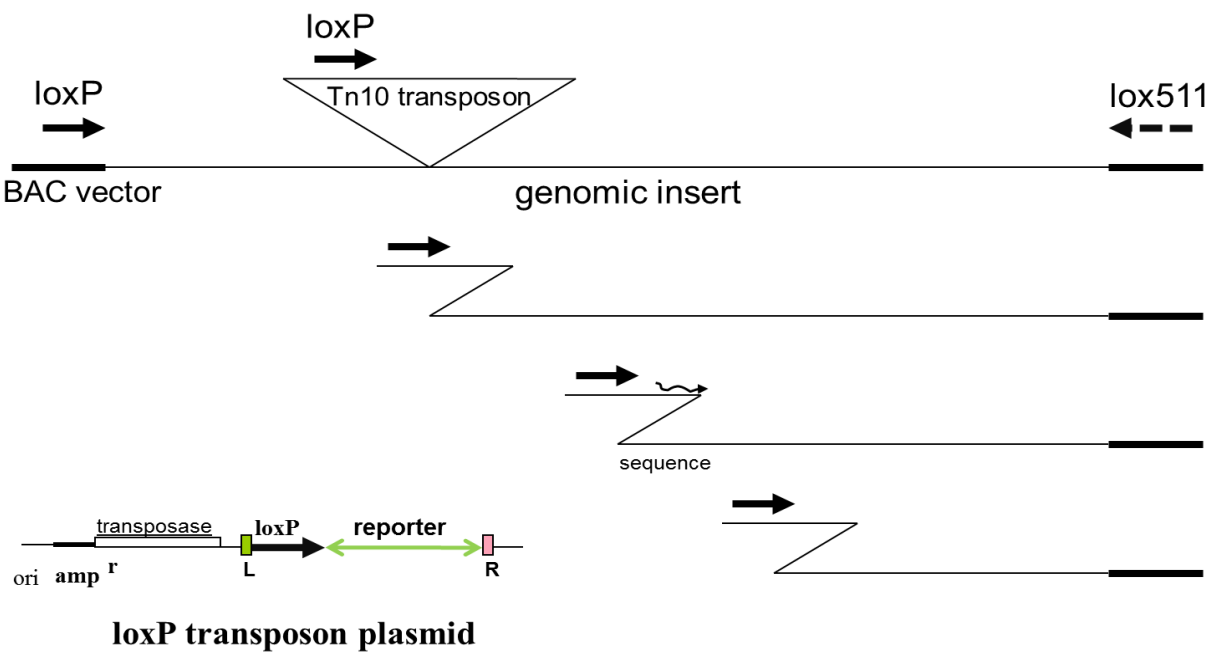 loxP
loxP
Tn10 transposon
lox511
BAC vector
genomic insert
sequence
transposase
loxP
reporter
ori
amp r
L
R
loxP transposon plasmid